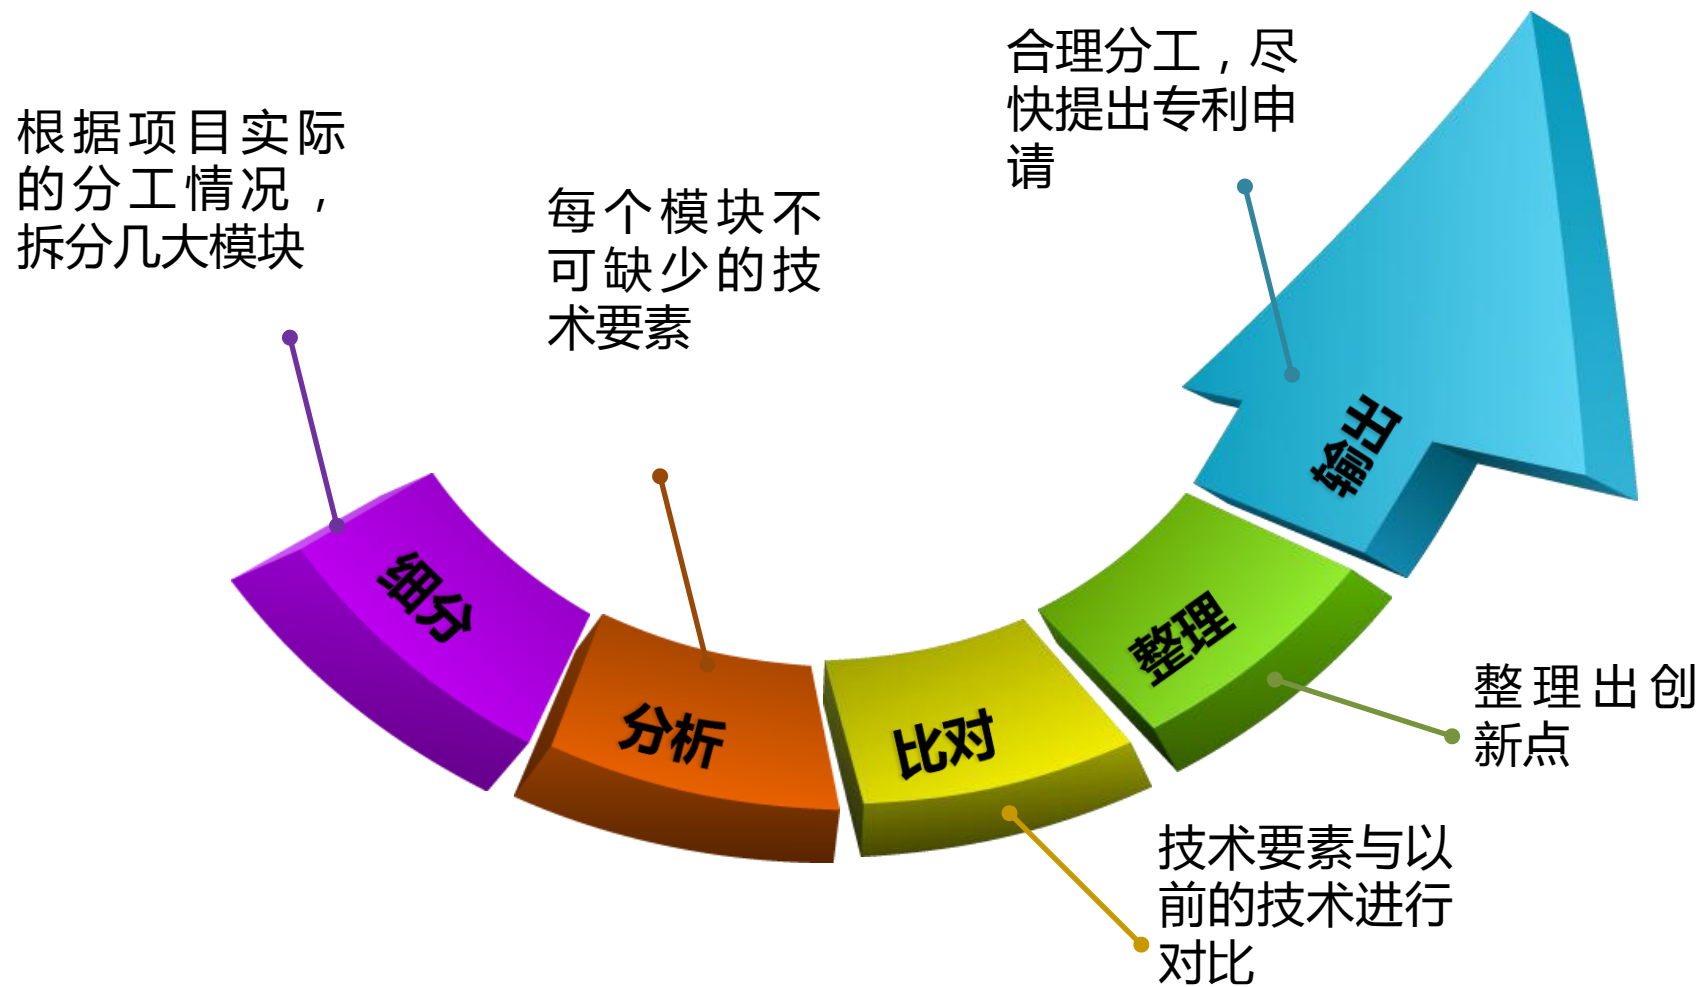 根据项目实际
的分工情况，
拆分几大模块
细分
每个模块不
可缺少的技
术要素
分析
技术要素与以
前的技术进行
对比
比对
整理出创
新点
整理
合理分工，尽
快提出专利申
请
输出